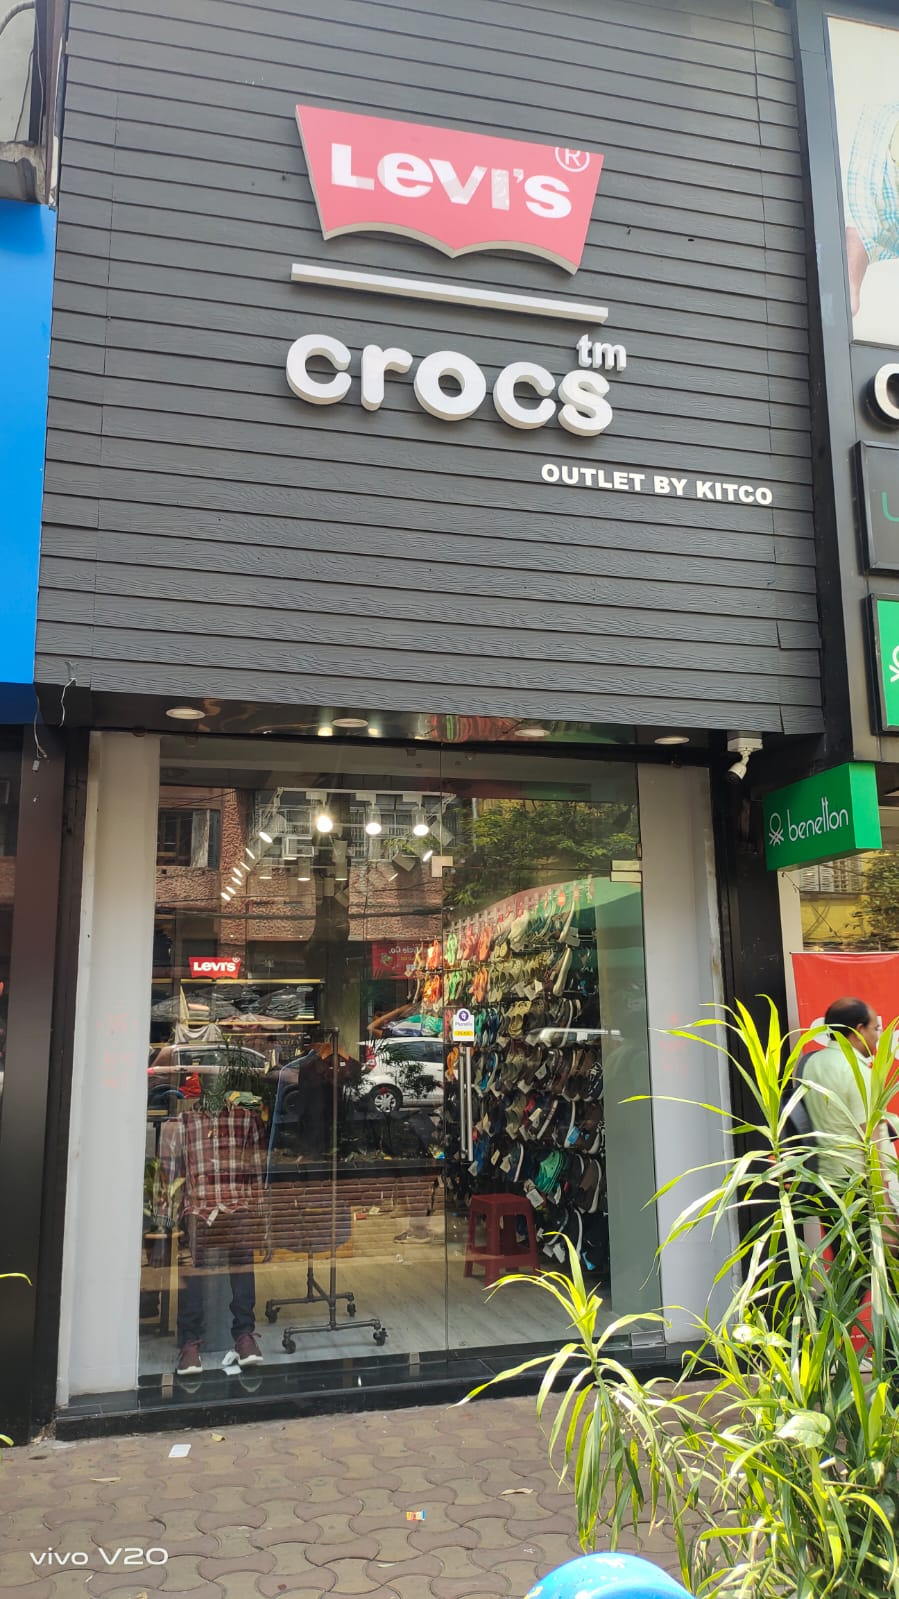 Levi's ®
crocs tm
OUTLET BY KITCO
benetton
Levi's
vivo V20